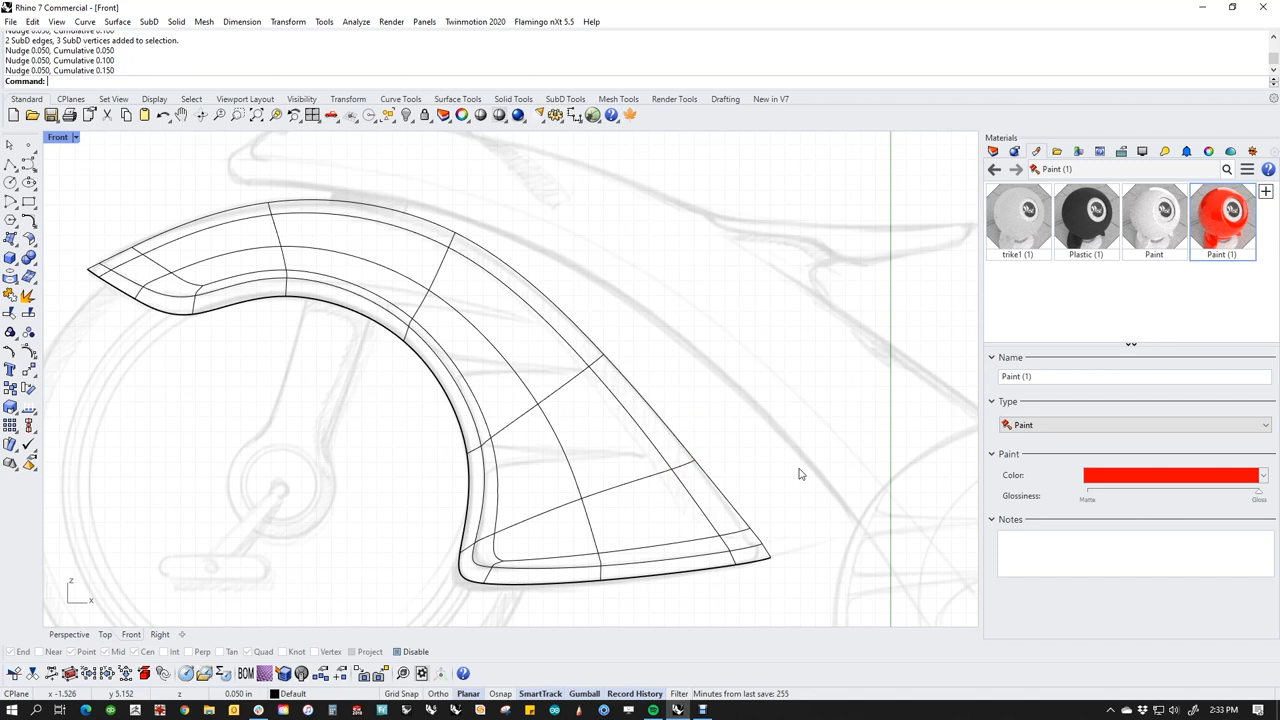 Rhino 7 Commercial - [Front]
File Edit View Curve Surface SubD Solid Mesh Dimension Transform Tools Analyze Render Panels Twinmotion 2020 Flamingo nXt 5.5 Help
Nudge 0.050, Cumulative 0.100
2 SubD edges, 3 SubD vertices added to selection.
Nudge 0.050, Cumulative 0.050
Nudge 0.050, Cumulative 0.100
Nudge 0.050, Cumulative 0.150
Command:
Standard CPlanes Set View Display Select Viewport Layout Visibility Transform Curve Tools Surface Tools Solid Tools SubD Tools Mesh Tools Render Tools Drafting New in V7
Front
Materials
Paint (1)
trike1 (1) Plastic (1) Paint Paint (1)
Name
Paint (1)
Type
Paint
Paint
Color:
Glossiness:
Matte Gloss
Notes
z
x
Perspective Top Front Right
End Near Point Mid Cen Int Perp Tan Quad Knot Vertex Project Disable
BOM
CPlane x -1.526 y 5.152 z 0.050 in Default Grid Snap Ortho Planar Osnap SmartTrack Gumball Record History Filter Minutes from last save: 255
2:33 PM